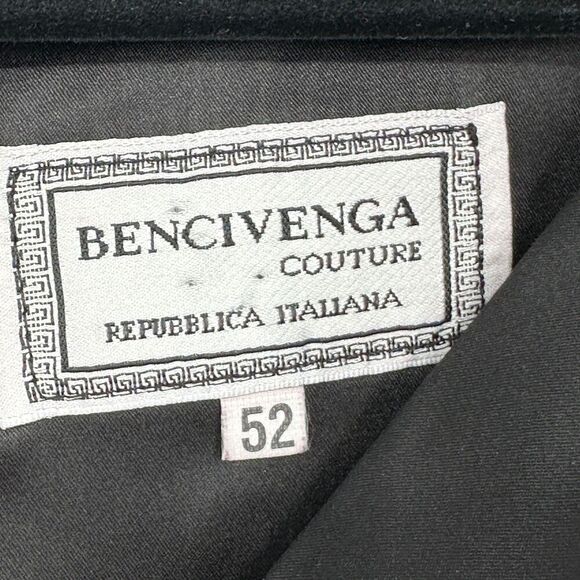 BENCIVENGA
COUTURE
REPUBBLICA ITALIANA
52